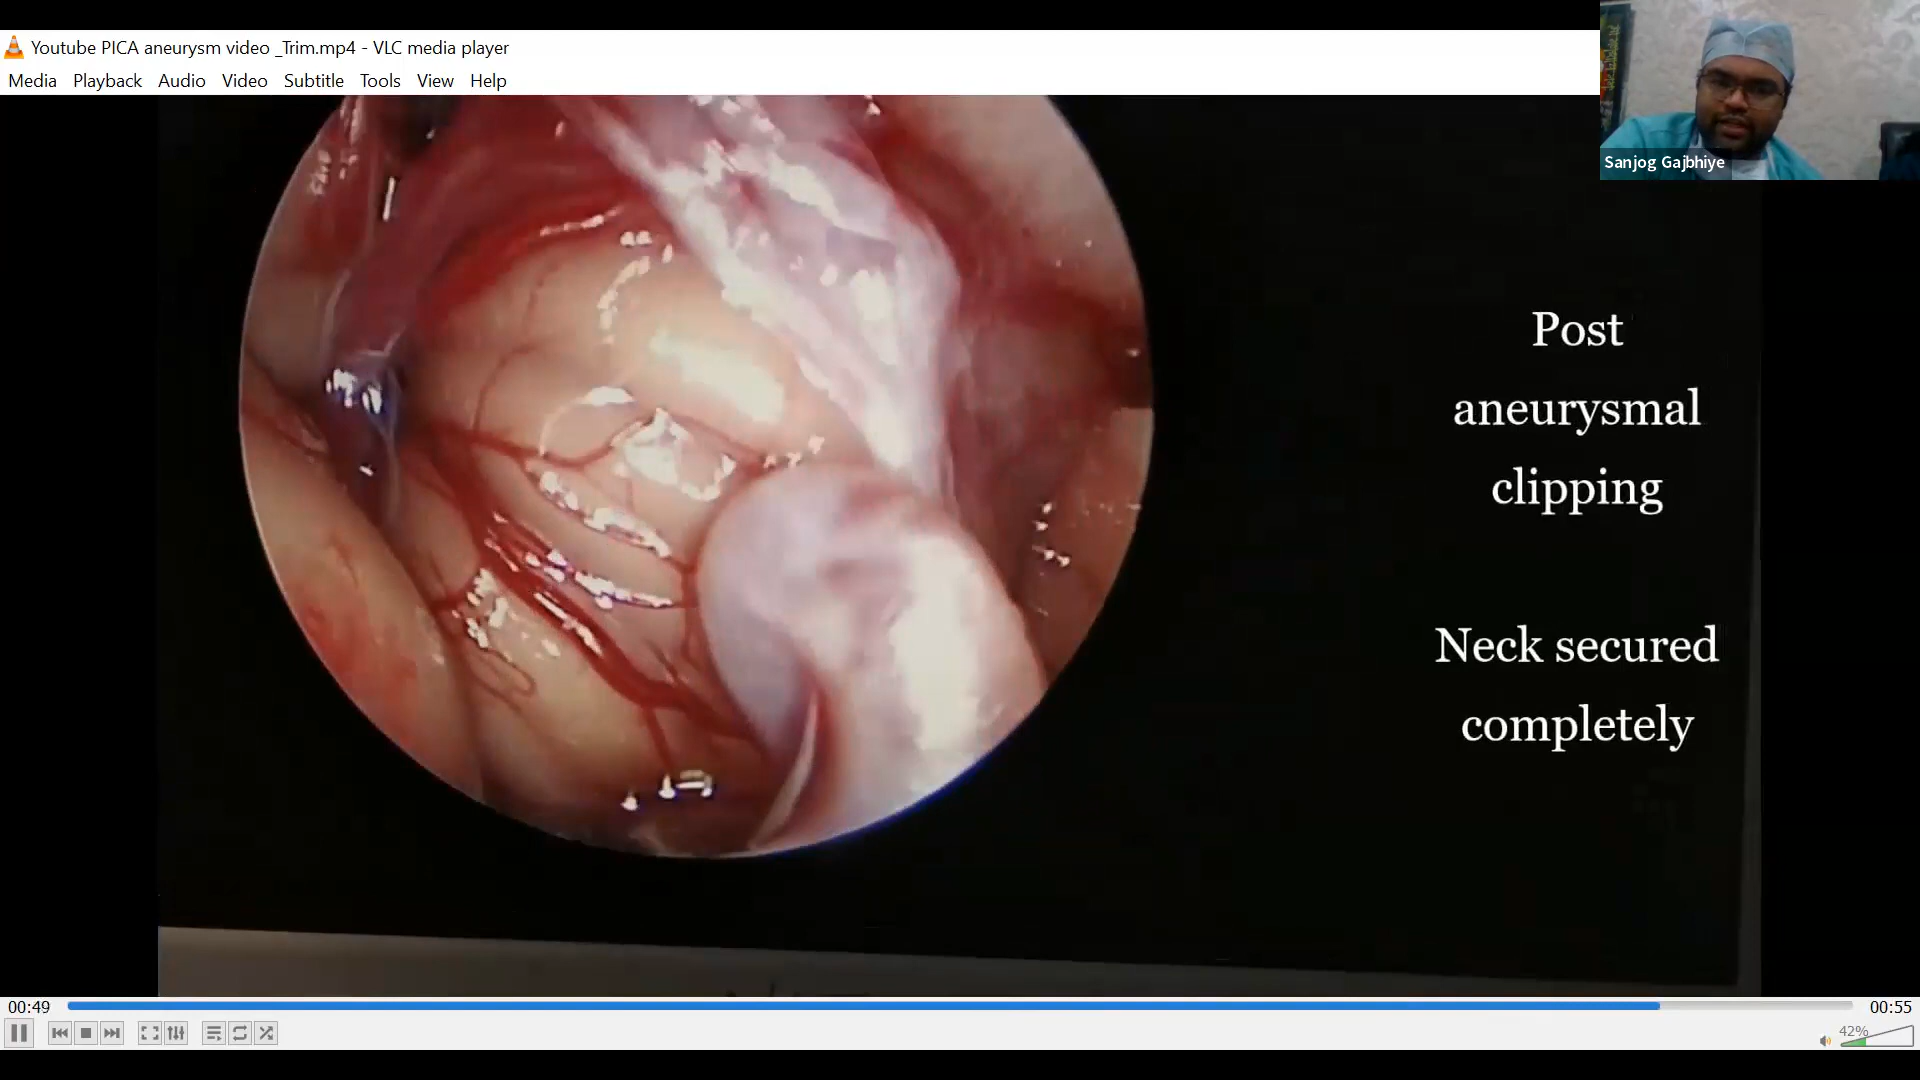 Youtube PICA aneurysm video _Trim.mp4 - VLC media player
Media Playback Audio Video Subtitle Tools View Help
Sanjog Gajbhiye
Post
aneurysmal
clipping
Neck secured
completely
00:49
00:55
42%